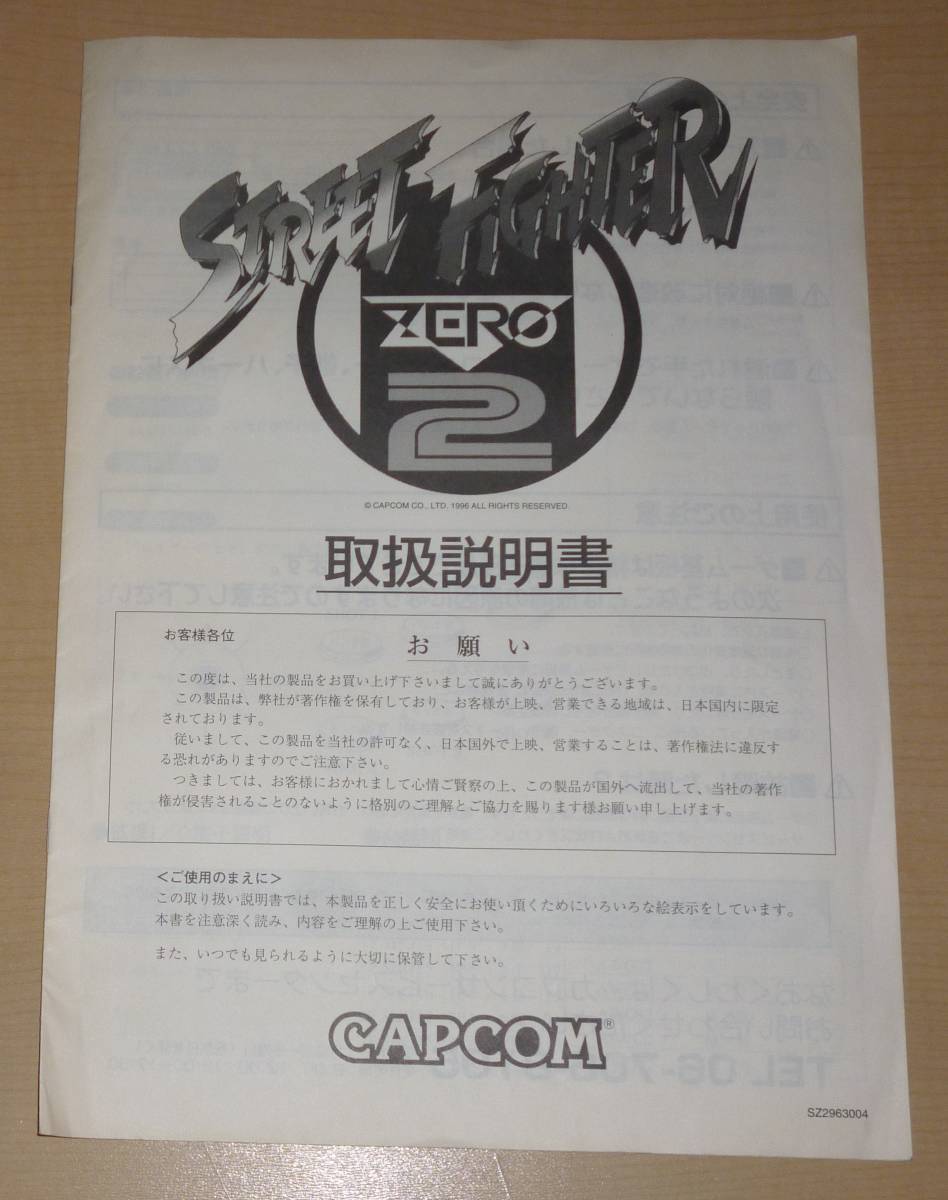 STREET FIGHTER
ZERO
2
© CAPCOM CO., LTD. 1996 ALL RIGHTS RESERVED.
取扱説明書
お客様各位
お 願 い
この度は、当社の製品をお買い上げ下さいまして誠にありがとうございます。
この製品は、弊社が著作権を保有しており、お客様が上映、営業できる地域は、日本国内に限定
されております。
従いまして、この製品を当社の許可なく、日本国外で上映、営業することは、著作権法に違反す
る恐れがありますのでご注意下さい。
つきましては、お客様におかれまして心情ご賢察の上、この製品が国外へ流出して、当社の著作
権が侵害されることのないように格別のご理解とご協力を賜ります様お願い申し上げます。
＜ご使用のまえに＞
この取り扱い説明書では、本製品を正しく安全にお使い頂くためにいろいろな絵表示をしています。
本書を注意深く読み、内容をご理解の上ご使用下さい。
また、いつでも見られるように大切に保管して下さい。
CAPCOM®
SZ2963004